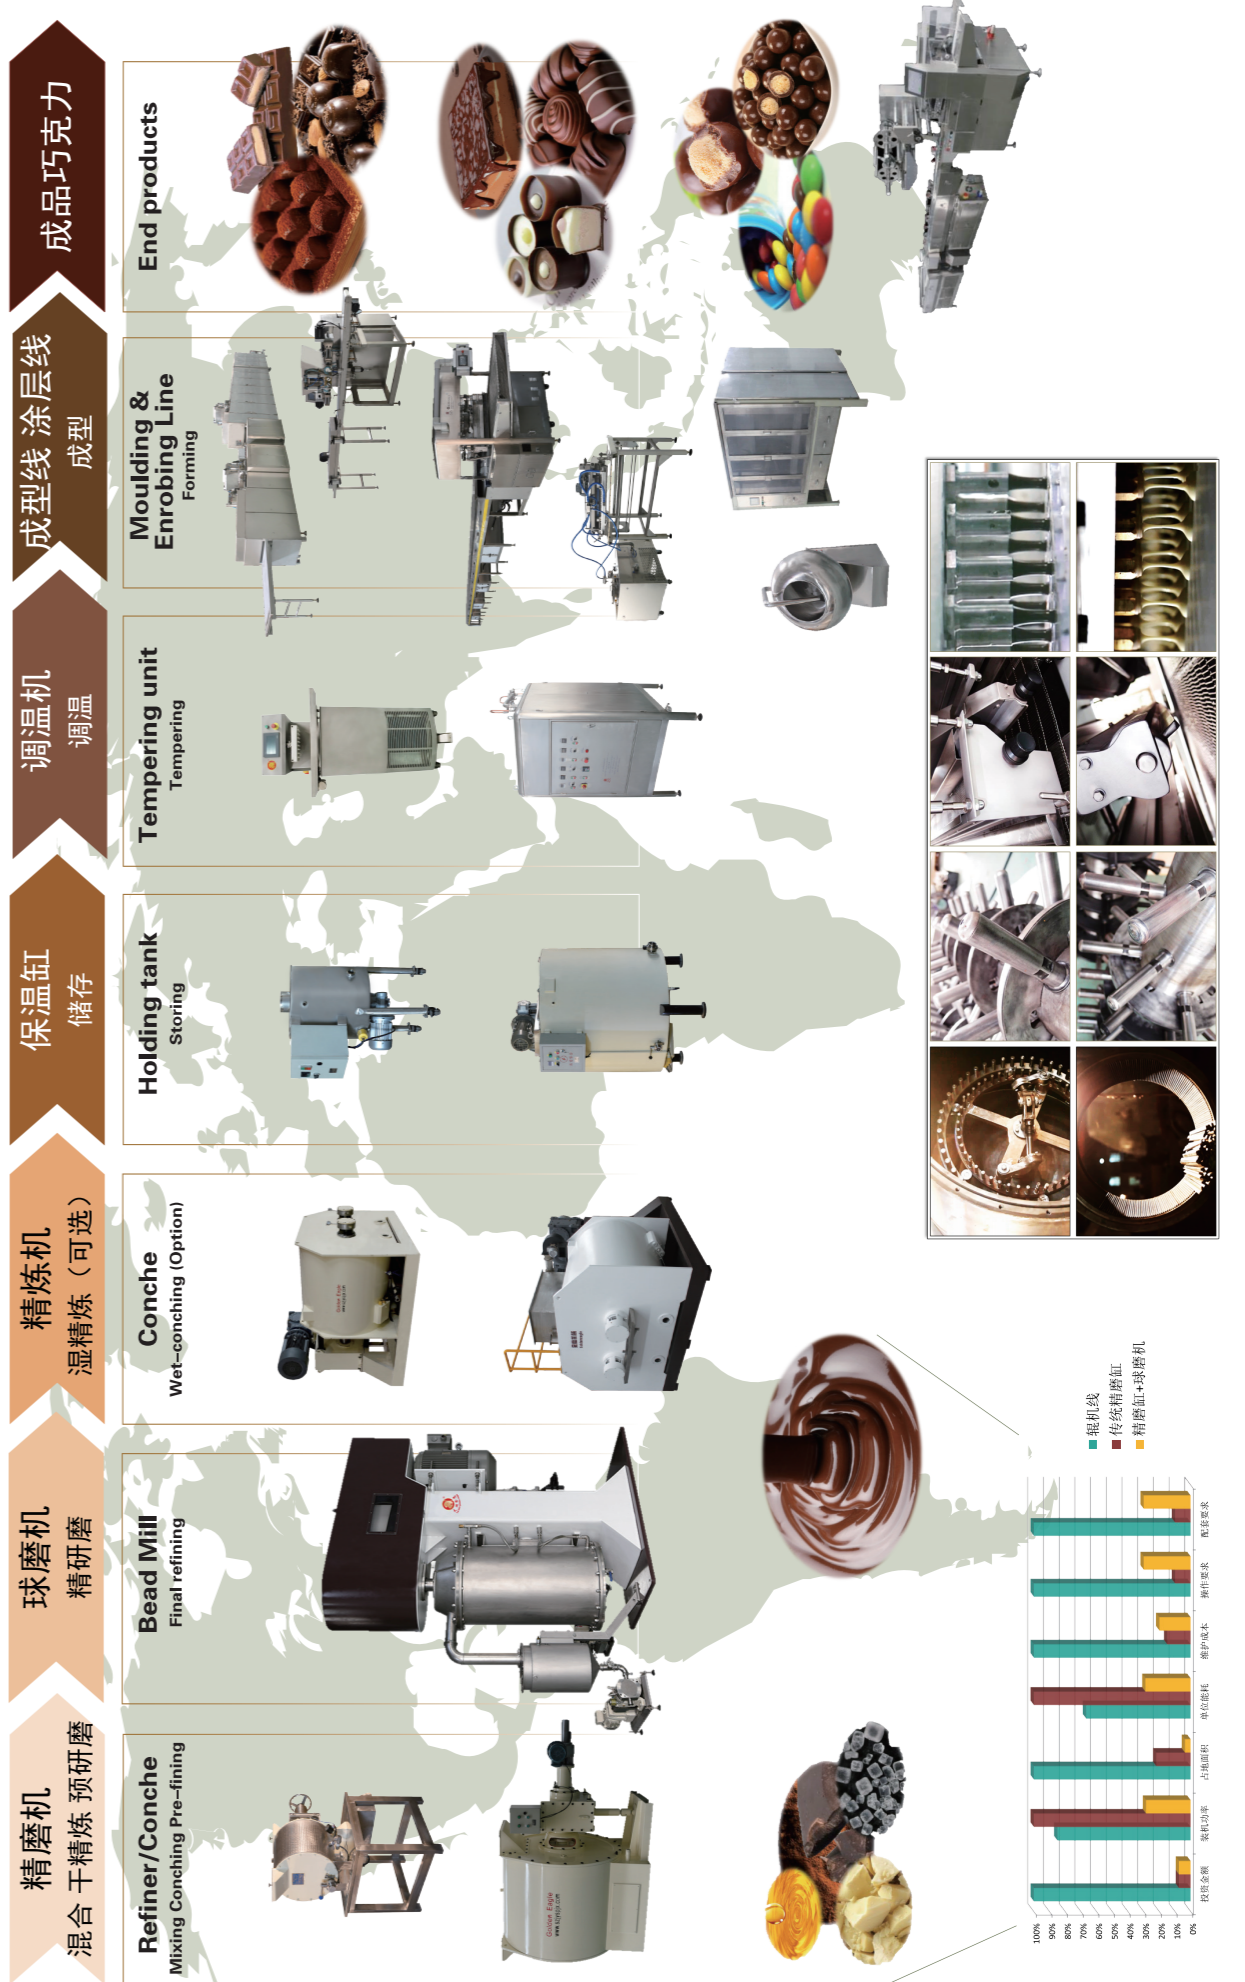 精磨机
混合 干精炼 预研磨
球磨机
精研磨
精炼机
湿精炼（可选）
保温缸
储存
调温机
调温
成型线 涂层线
成型
成品巧克力
Refiner/Conche
Mixing Conching Pre-fining
Bead Mill
Final refining
Conche
Wet-conching (Option)
Holding tank
Storing
Tempering unit
Tempering
Moulding &
Enrobing Line
Forming
End products
Golden Eagle
100%
90%
80%
70%
60%
50%
40%
30%
20%
10%
0%
投资金额
装机功率
占地面积
单位能耗
维护成本
操作要求
配套要求
辊机线
传统精磨缸
精磨缸+球磨机